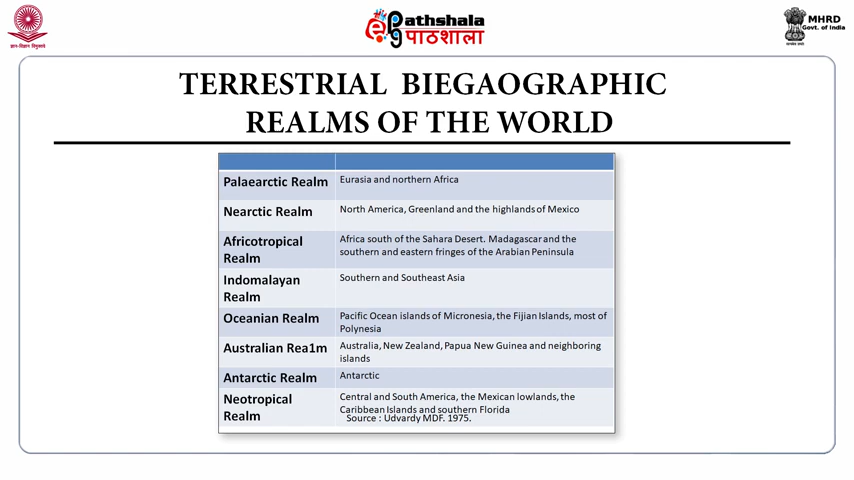 ज्ञान-विज्ञान विमुक्तये
ePathshala
पाठशाला
MHRD
Govt. of India
TERRESTRIAL BIEGAOGRAPHIC
REALMS OF THE WORLD
Palaearctic Realm
Eurasia and northern Africa
Nearctic Realm
North America, Greenland and the highlands of Mexico
Africotropical
Realm
Africa south of the Sahara Desert. Madagascar and the
southern and eastern fringes of the Arabian Peninsula
Indomalayan
Realm
Southern and Southeast Asia
Oceanian Realm
Pacific Ocean islands of Micronesia, the Fijian Islands, most of
Polynesia
Australian Rea1m
Australia, New Zealand, Papua New Guinea and neighboring
islands
Antarctic Realm
Antarctic
Neotropical
Realm
Central and South America, the Mexican lowlands, the
Caribbean Islands and southern Florida
Source : Udvardy MDF. 1975.